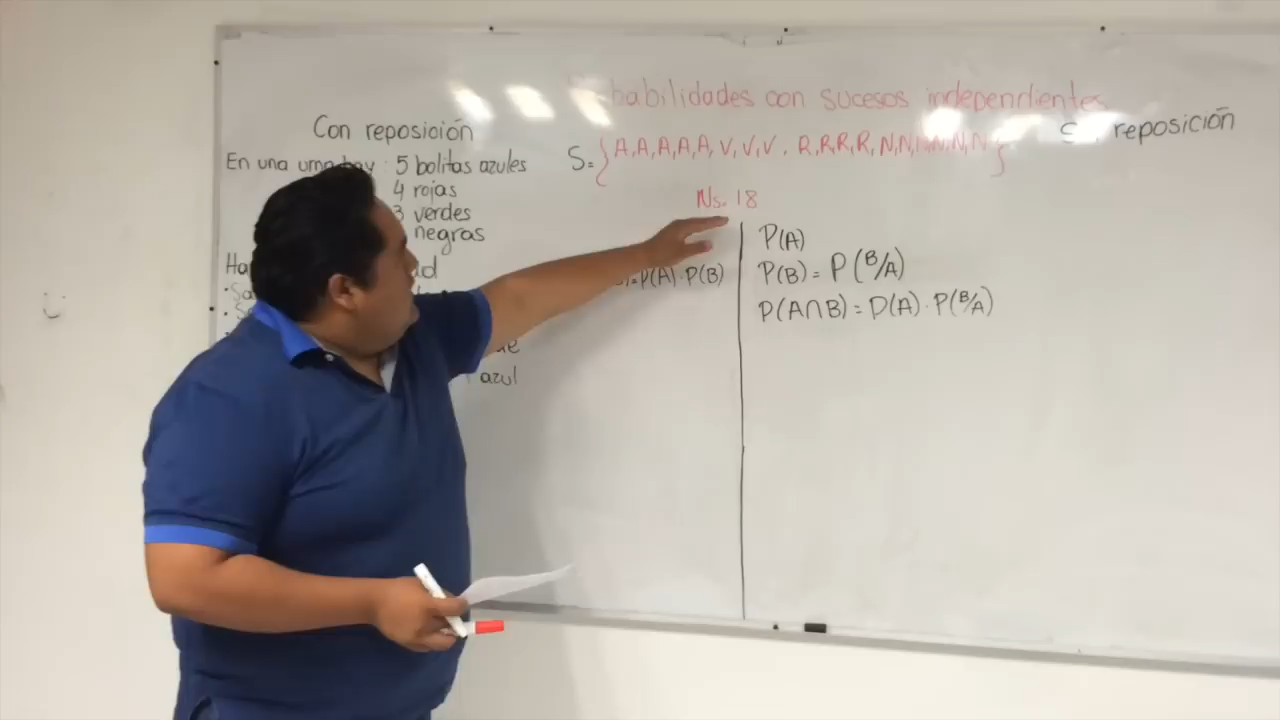 babilidades con sucesos independientes
Con reposición
reposición
En una urna hay : 5 bolitas azules
4 rojas
3 verdes
negras
S={A,A,A,A,A,V,V,V. R,R,R,R,N,N,N,N,N,N}
Ns. 18
=P(A)·P(B)
azul
P(A)
P(B) = P(B/A)
P(A∩B) = P(A)·P(B/A)